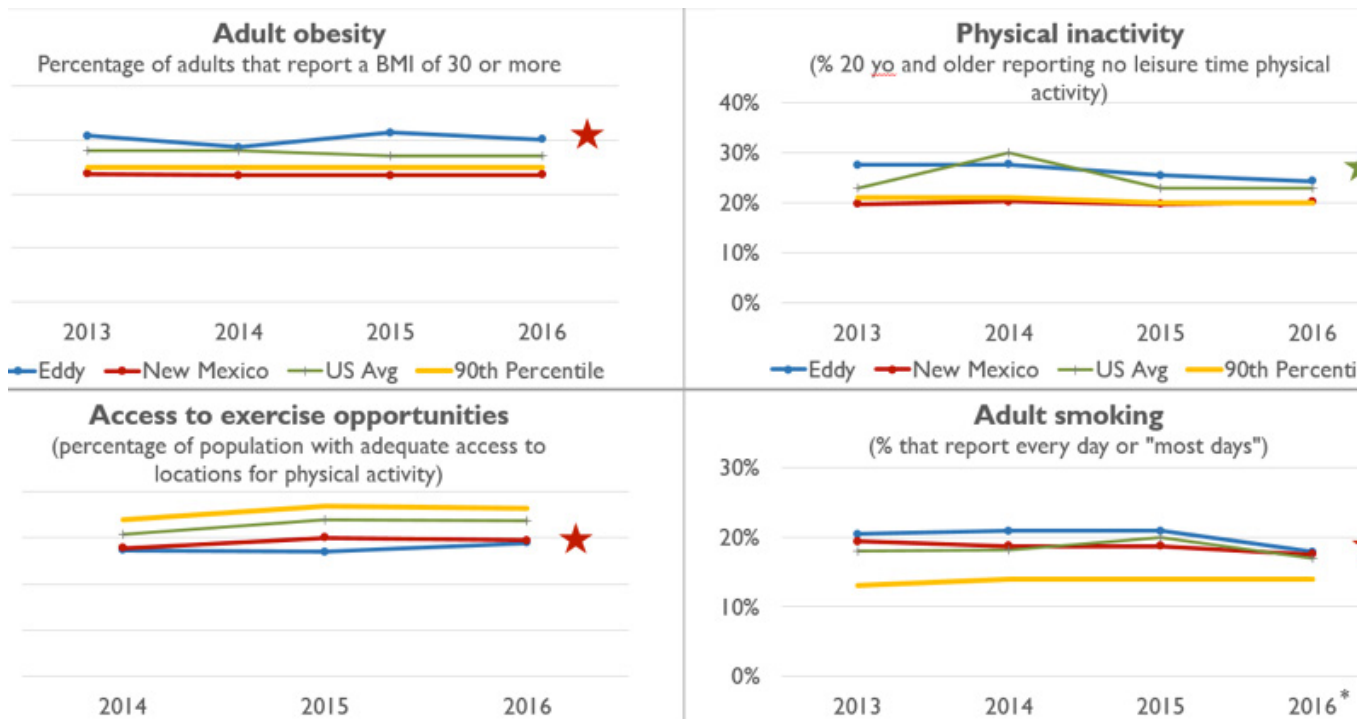 Adult obesity
Percentage of adults that report a BMI of 30 or more
2013 2014 2015 2016
Eddy New Mexico US Avg 90th Percentile
Physical inactivity
(% 20 yo and older reporting no leisure time physical
activity)
40%
30%
20%
10%
0%
2013 2014 2015 2016
Eddy New Mexico US Avg 90th Percenti
Access to exercise opportunities
(percentage of population with adequate access to
locations for physical activity)
2014 2015 2016
Adult smoking
(% that report every day or "most days")
30%
20%
10%
0%
2013 2014 2015 2016*